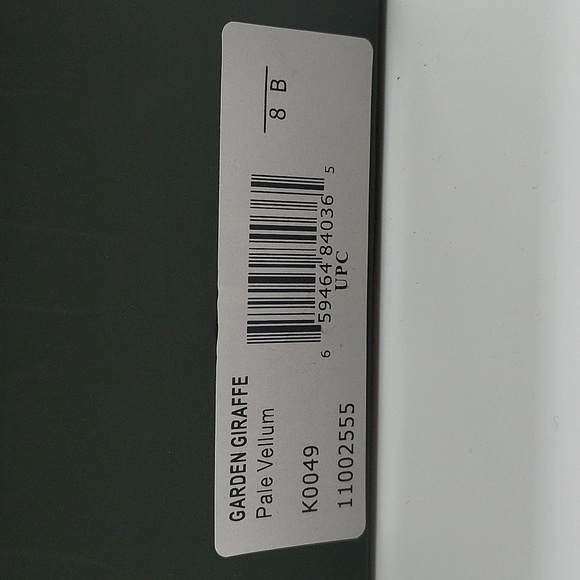 GARDEN GIRAFFE
Pale Vellum
K0049
11002555
6 59464 84036 5
UPC
8 B